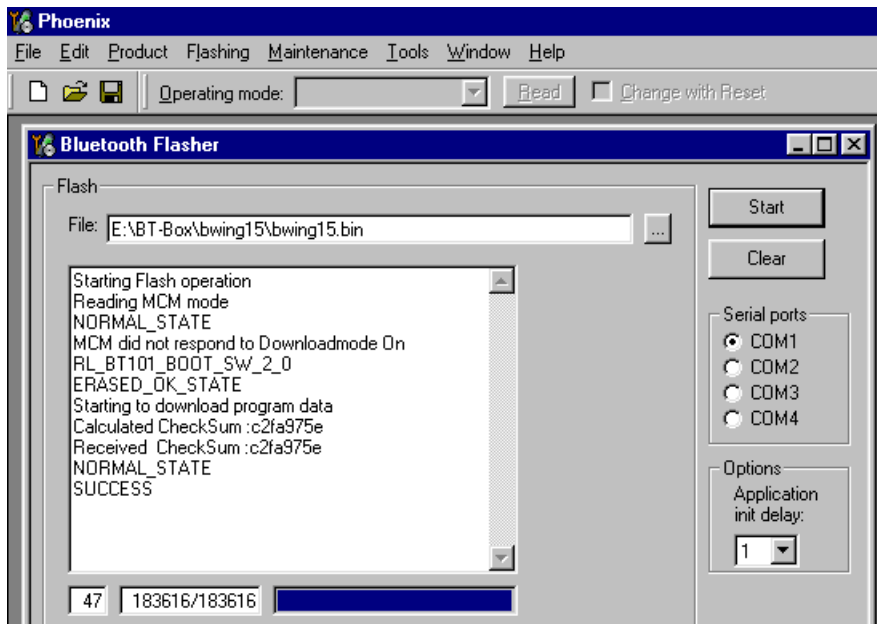 Phoenix
File Edit Product Flashing Maintenance Tools Window Help
Operating mode: Read Change with Reset
Bluetooth Flasher
Flash
File: E:\BT-Box\bwing15\bwing15.bin ...
Start
Clear
Starting Flash operation
Reading MCM mode
NORMAL_STATE
MCM did not respond to Downloadmode On
RL_BT101_BOOT_SW_2_0
ERASED_OK_STATE
Starting to download program data
Calculated CheckSum :c2fa975e
Received  CheckSum :c2fa975e
NORMAL_STATE
SUCCESS
47 183616/183616
Serial ports
COM1
COM2
COM3
COM4
Options
Application
init delay:
1